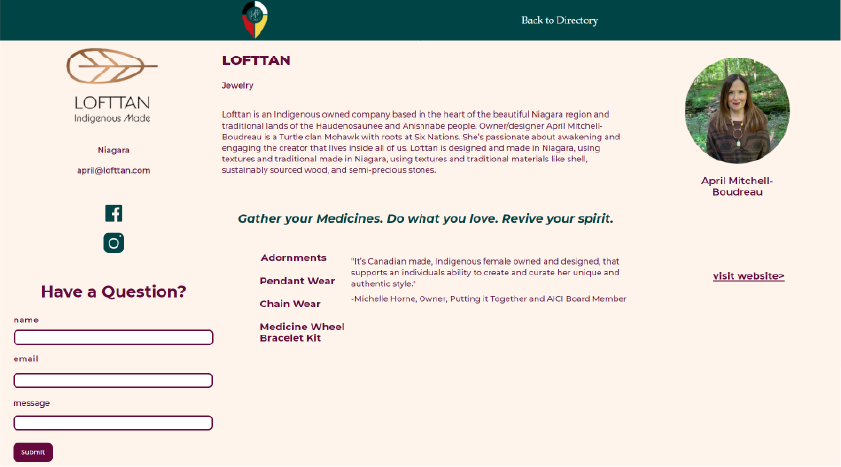 Back to Directory
LOFTTAN
Indigenous Made
Niagara
april@lofttan.com
Have a Question?
name
email
message
Submit
LOFTTAN
Jewelry
Lofttan is an Indigenous owned company based in the heart of the beautiful Niagara region and
traditional lands of the Haudenosaunee and Anishnabe people. Owner/designer April Mitchell-
Boudreau is a Turtle clan Mohawk with roots at Six Nations. She's passionate about awakening and
engaging the creator that lives inside all of us. Lottan is designed and made in Niagara, using
textures and traditional made in Niagara, using textures and traditional materials like shell,
sustainably sourced wood, and semi-precious stones.
Gather your Medicines. Do what you love. Revive your spirit.
Adornments
Pendant Wear
Chain Wear
Medicine Wheel
Bracelet Kit
"It's Canadian made, Indigenous female owned and designed, that
supports an individuals ability to create and curate her unique and
authentic style."
-Michelle Horne, Owner, Putting it Together and AICI Board Member
April Mitchell-
Boudreau
visit website>